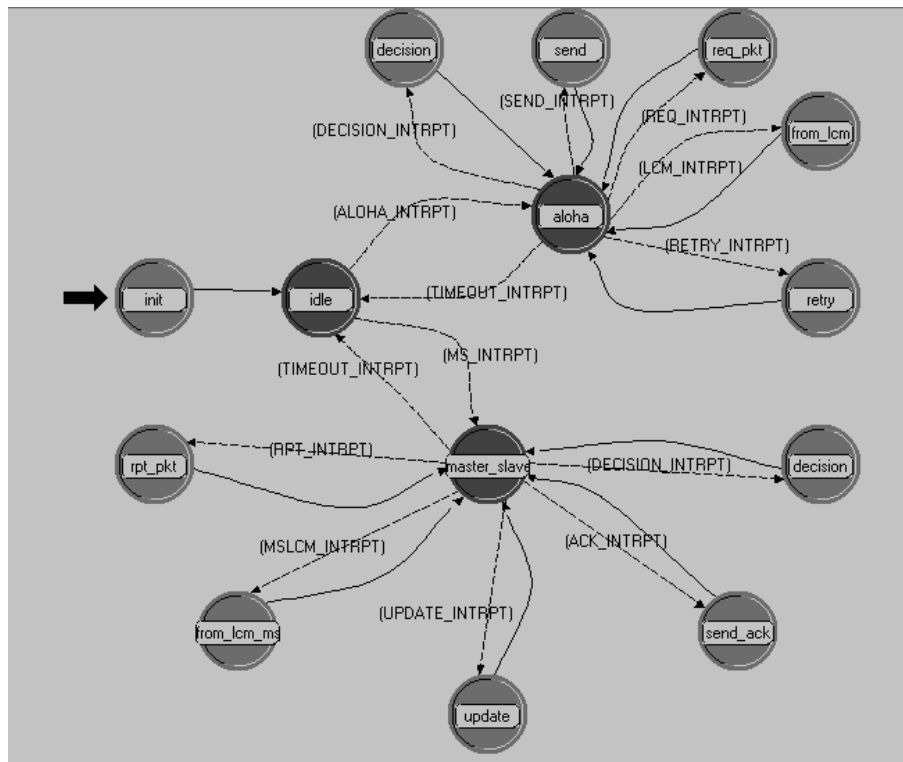 decision
send
req_pkt
(SEND_INTRPT)
(REQ_INTRPT)
(DECISION_INTRPT)
from_lcm
(LCM_INTRPT)
(ALOHA_INTRPT)
aloha
(RETRY_INTRPT)
(TIMEOUT_INTRPT)
init
idle
retry
(MS_INTRPT)
(TIMEOUT_INTRPT)
(RPT_INTRPT)
rpt_pkt
master_slave
(DECISION_INTRPT)
decision
(MSLCM_INTRPT)
(ACK_INTRPT)
(UPDATE_INTRPT)
from_lcm_ms
send_ack
update